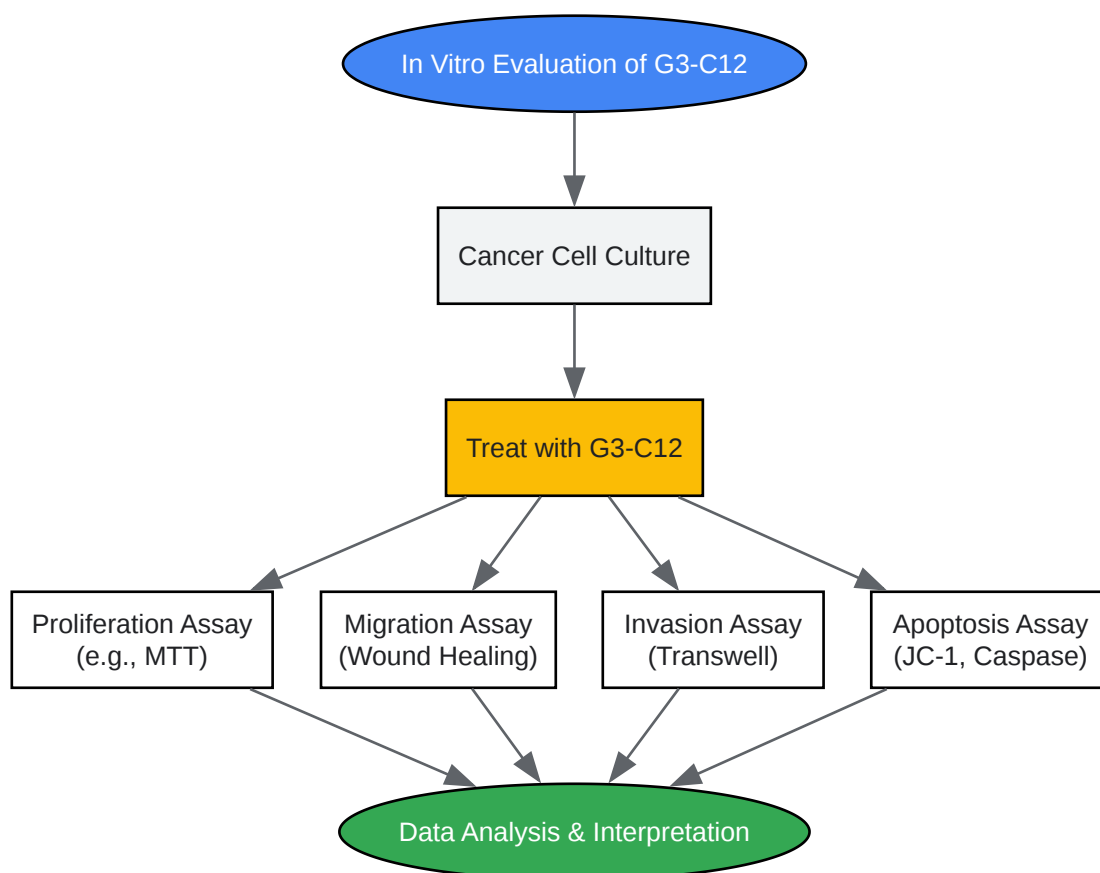 In Vitro Evaluation of G3-C12
Cancer Cell Culture
Treat with G3-C12
Proliferation Assay
(e.g., MTT)
Migration Assay
(Wound Healing)
Invasion Assay
(Transwell)
Apoptosis Assay
(JC-1, Caspase)
Data Analysis & Interpretation